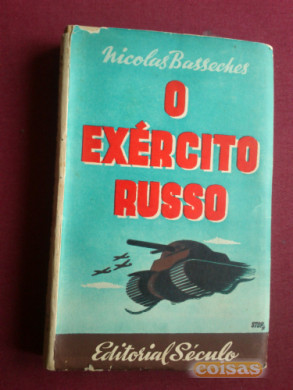 Nicolas Basseches
O
EXÉRCITO
RUSSO
Editorial Século
coisas